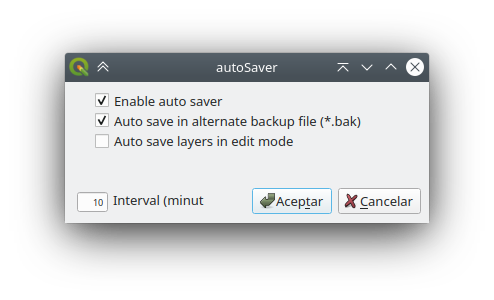 autoSaver
Enable auto saver
Auto save in alternate backup file (*.bak)
Auto save layers in edit mode
10 Interval (minut
Aceptar Cancelar